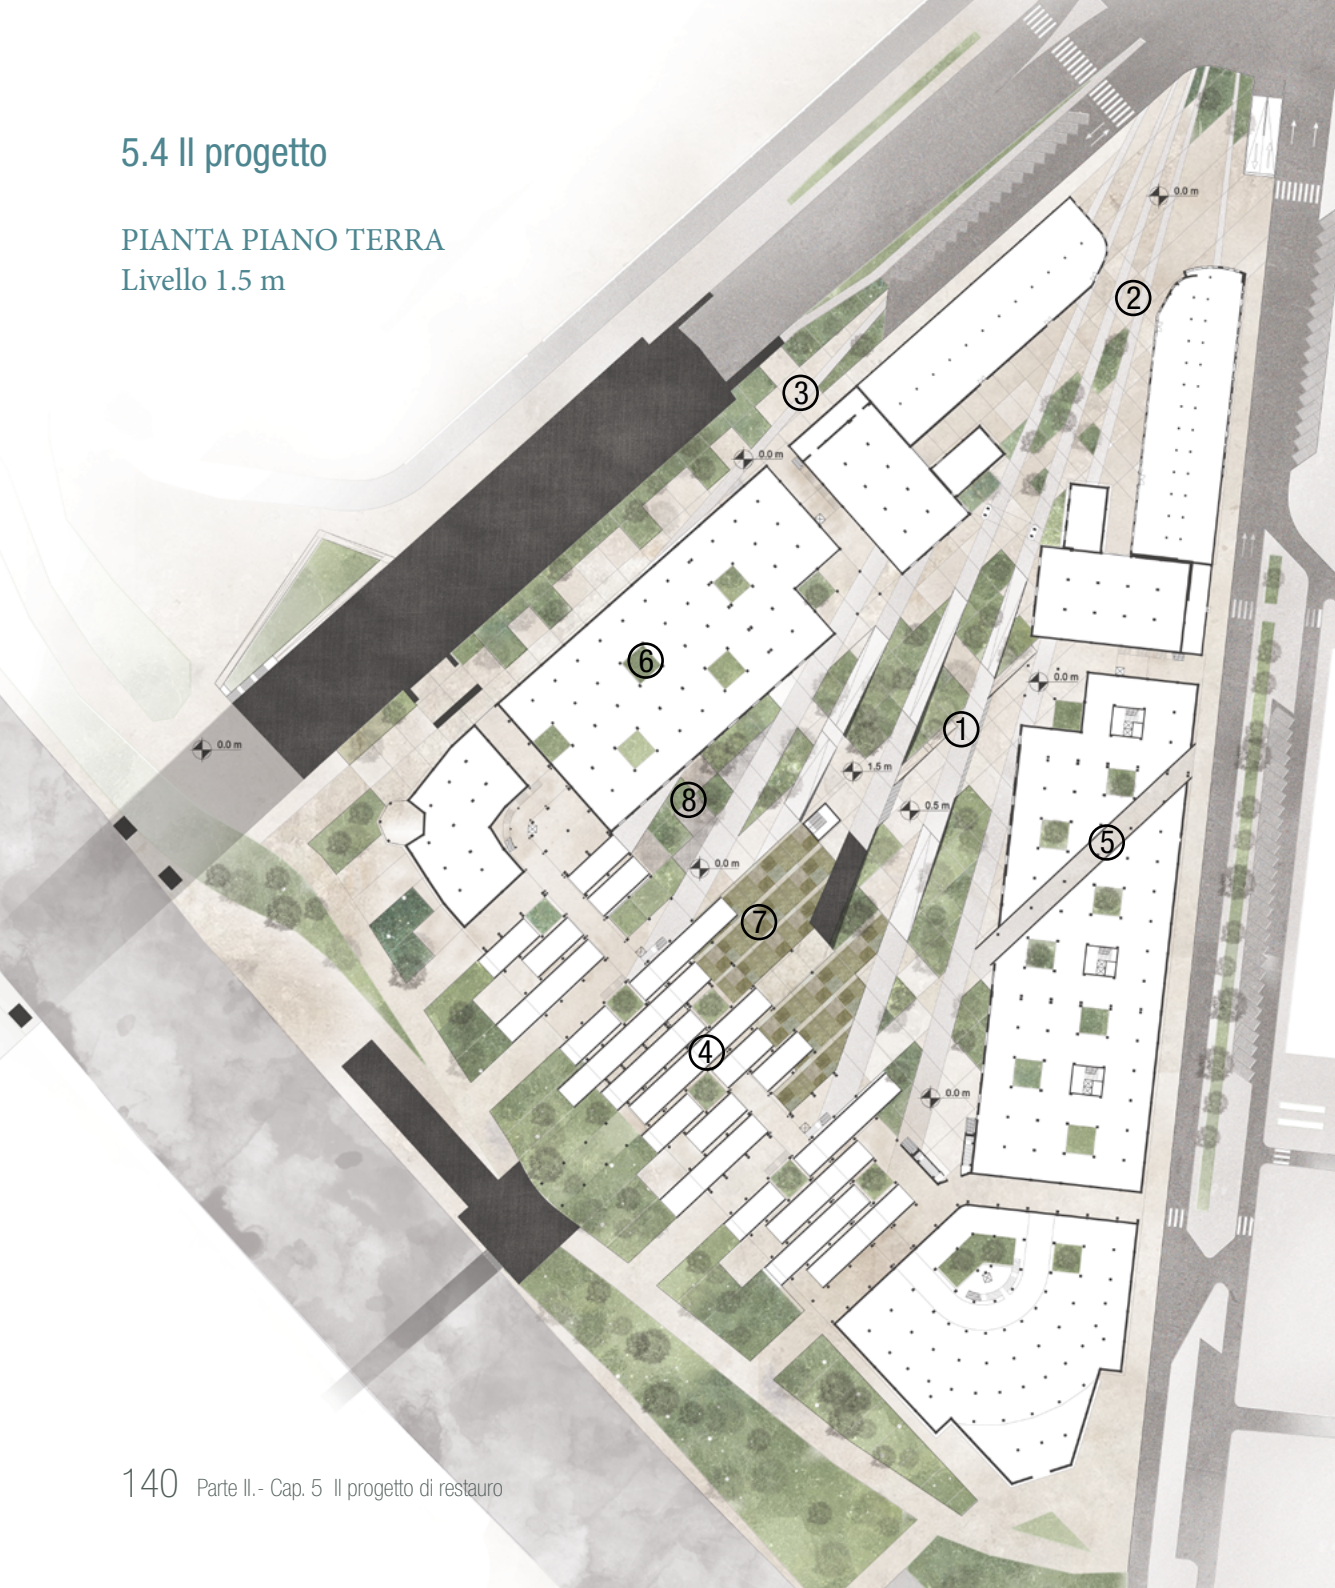 5.4 Il progetto
PIANTA PIANO TERRA
Livello 1.5 m
0.0 m
2
3
0.0 m
6
0.0 m
1
0.0 m
1.5 m
8
0.5 m
5
0.0 m
7
4
0.0 m
140 Parte II.- Cap. 5 Il progetto di restauro